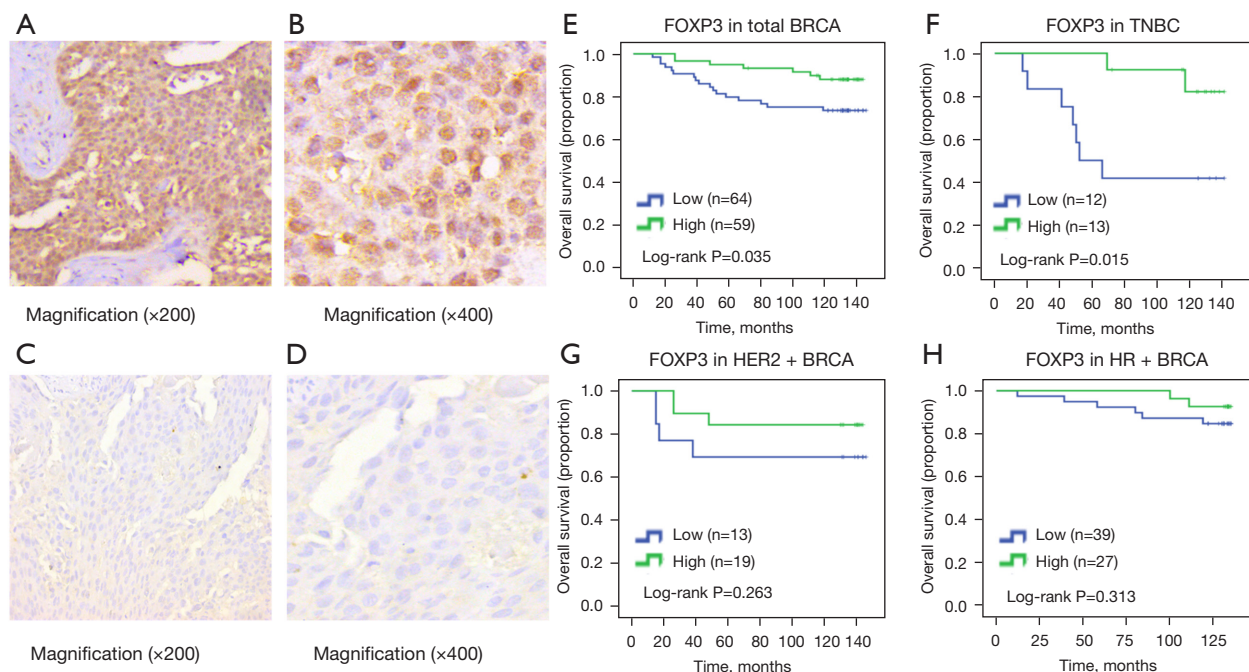 A
B
Magnification (×200)
Magnification (×400)
C
D
Magnification (×200)
Magnification (×400)
E
FOXP3 in total BRCA
Overall survival (proportion)
1.0
0.8
0.6
0.4
0.2
0.0
Low (n=64)
High (n=59)
Log-rank P=0.035
0 20 40 60 80 100 120 140
Time, months
F
FOXP3 in TNBC
Overall survival (proportion)
1.0
0.8
0.6
0.4
0.2
0.0
Low (n=12)
High (n=13)
Log-rank P=0.015
0 20 40 60 80 100 120 140
Time, months
G
FOXP3 in HER2 + BRCA
Overall survival (proportion)
1.0
0.8
0.6
0.4
0.2
0.0
Low (n=13)
High (n=19)
Log-rank P=0.263
0 20 40 60 80 100 120 140
Time, months
H
FOXP3 in HR + BRCA
Overall survival (proportion)
1.0
0.8
0.6
0.4
0.2
0.0
Low (n=39)
High (n=27)
Log-rank P=0.313
0 25 50 75 100 125
Time, months